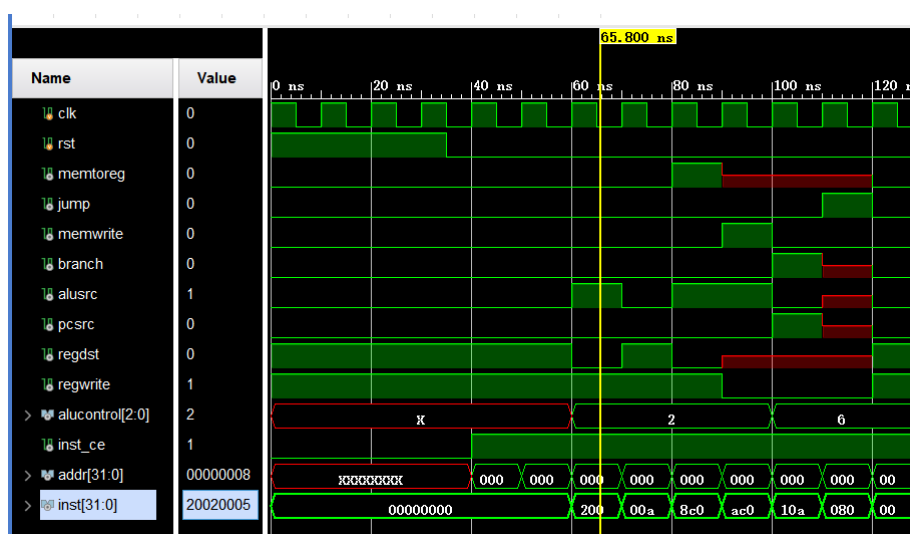 65.800 ns
Name Value 0 ns 20 ns 40 ns 60 ns 80 ns 100 ns 120
clk 0
rst 0
memtoreg 0
jump 0
memwrite 0
branch 0
alusrc 1
pcsrc 0
regdst 0
regwrite 1
> alucontrol[2:0] 2 X 2 6
inst_ce 1
> addr[31:0] 00000008 XXXXXXXX 000 000 000 000 000 000 000 000 00
> inst[31:0] 20020005 00000000 200 00a 8c0 ac0 10a 080 00